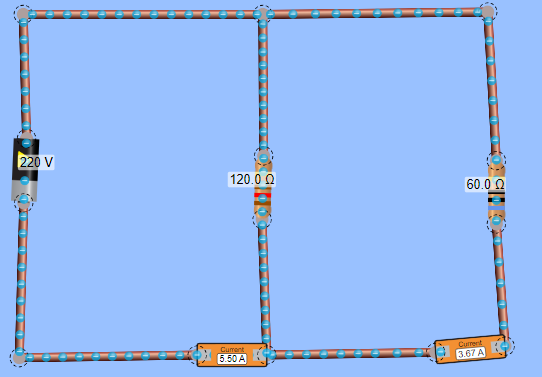 220 V
120.0 Ω
60.0 Ω
Current
5.50 A
Current
3.67 A